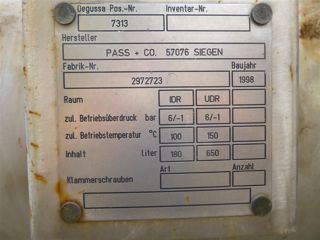 Degussa Pos.-Nr. Inventar-Nr.
7313
Hersteller
PASS + CO. 57076 SIEGEN
Fabrik-Nr. Baujahr
2972723 1998
Raum IDR UDR
zul. Betriebsüberdruck bar 6/-1 6/-1
zul. Betriebstemperatur °C 100 150
Inhalt Liter 180 650
Art Anzahl
Klammerschrauben